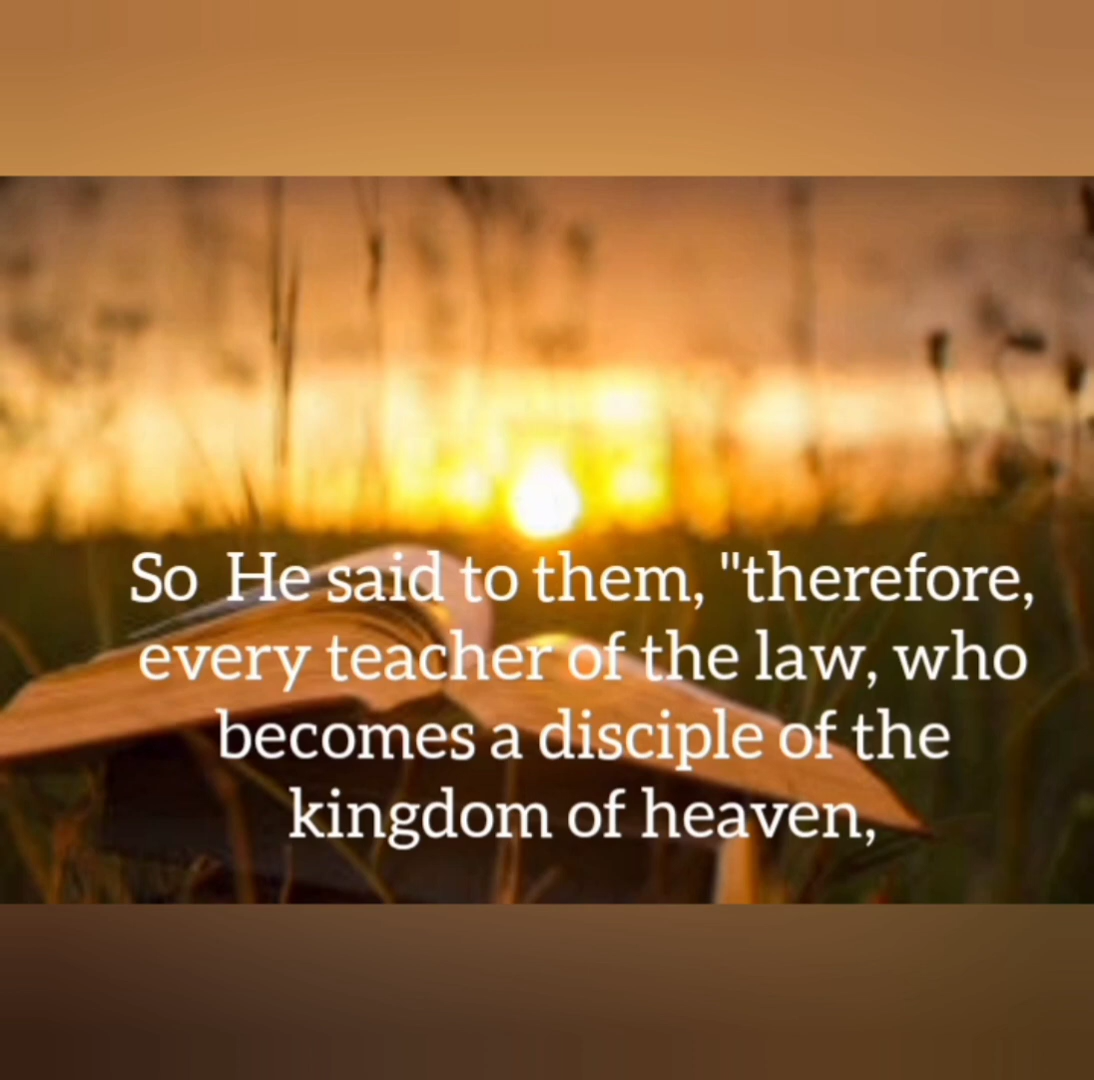 So  He said to them, "therefore,
every teacher of the law, who
becomes a disciple of the
kingdom of heaven,